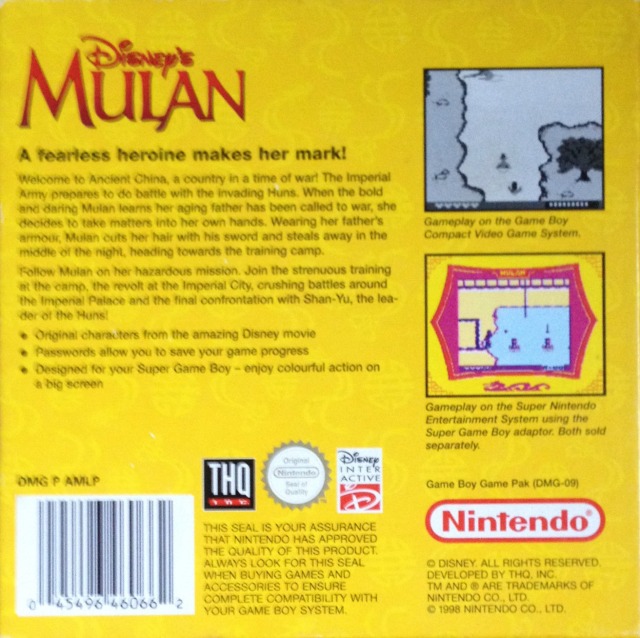 Disney's
MULAN
A fearless heroine makes her mark!
Welcome to Ancient China, a country in a time of war! The Imperial
Army prepares to do battle with the invading Huns. When the bold
and daring Mulan learns her aging father has been called to war, she
decides to take matters into her own hands. Wearing her father's
armour, Mulan cuts her hair with his sword and steals away in the
middle of the night, heading towards the training camp.
Follow Mulan on her hazardous mission. Join the strenuous training
at the camp, the revolt at the Imperial City, crushing battles around
the Imperial Palace and the final confrontation with Shan-Yu, the lea-
der of the Huns!
• Original characters from the amazing Disney movie
• Passwords allow you to save your game progress
• Designed for your Super Game Boy – enjoy colourful action on
a big screen
Gameplay on the Game Boy
Compact Video Game System.
MULAN
Gameplay on the Super Nintendo
Entertainment System using the
Super Game Boy adaptor. Both sold
separately.
DMG P AMLP
0 45496 46066 2
THQ
Original
Nintendo
Seal of
Quality
Disney
INTER
ACTIVE
D
THIS SEAL IS YOUR ASSURANCE
THAT NINTENDO HAS APPROVED
THE QUALITY OF THIS PRODUCT.
ALWAYS LOOK FOR THIS SEAL
WHEN BUYING GAMES AND
ACCESSORIES TO ENSURE
COMPLETE COMPATIBILITY WITH
YOUR GAME BOY SYSTEM.
Game Boy Game Pak (DMG-09)
Nintendo®
© DISNEY. ALL RIGHTS RESERVED.
DEVELOPED BY THQ, INC.
TM AND ® ARE TRADEMARKS OF
NINTENDO CO., LTD.
© 1998 NINTENDO CO., LTD.